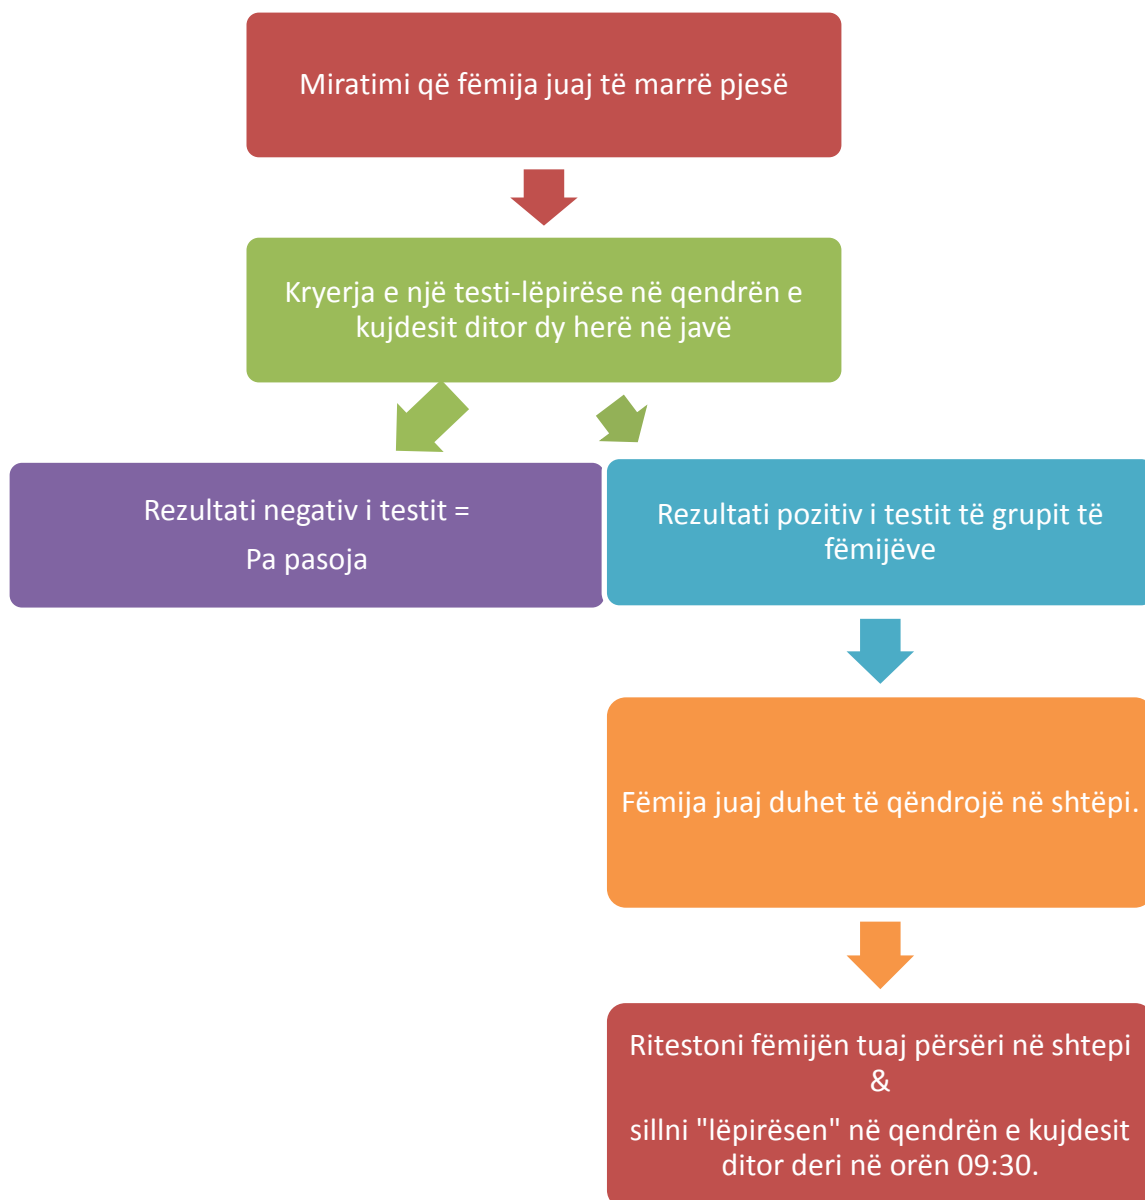 Miratimi që fëmija juaj të marrë pjesë
Kryerja e një testi-lëpirëse në qendrën e
kujdesit ditor dy herë në javë
Rezultati negativ i testit =
Pa pasoja
Rezultati pozitiv i testit të grupit të
fëmijëve
Fëmija juaj duhet të qëndrojë në shtëpi.
Ritestoni fëmijën tuaj përsëri në shtepi
&
sillni "lëpirësen" në qendrën e kujdesit
ditor deri në orën 09:30.